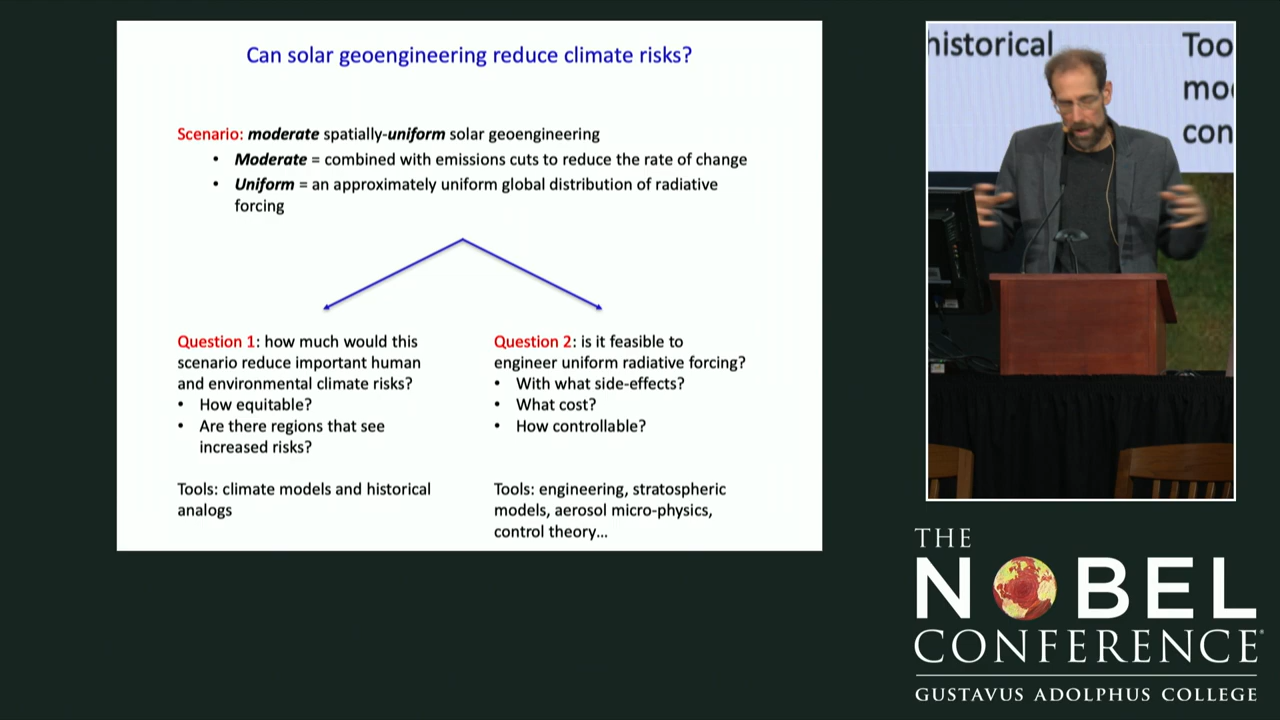 Can solar geoengineering reduce climate risks?
Scenario: moderate spatially-uniform solar geoengineering
• Moderate = combined with emissions cuts to reduce the rate of change
• Uniform = an approximately uniform global distribution of radiative
forcing
Question 1: how much would this
scenario reduce important human
and environmental climate risks?
• How equitable?
• Are there regions that see
increased risks?
Tools: climate models and historical
analogs
Question 2: is it feasible to
engineer uniform radiative forcing?
• With what side-effects?
• What cost?
• How controllable?
Tools: engineering, stratospheric
models, aerosol micro-physics,
control theory…
historical
Too
mo
con
THE
NOBEL
CONFERENCE®
GUSTAVUS ADOLPHUS COLLEGE